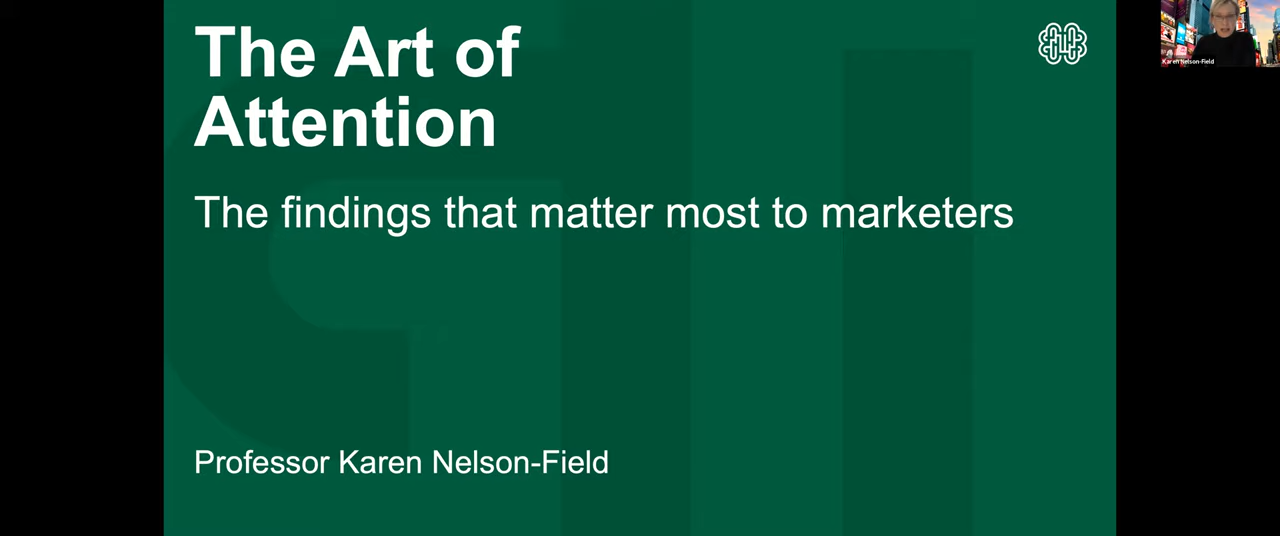 The Art of
Attention
The findings that matter most to marketers
Professor Karen Nelson-Field
Karen Nelson-Field